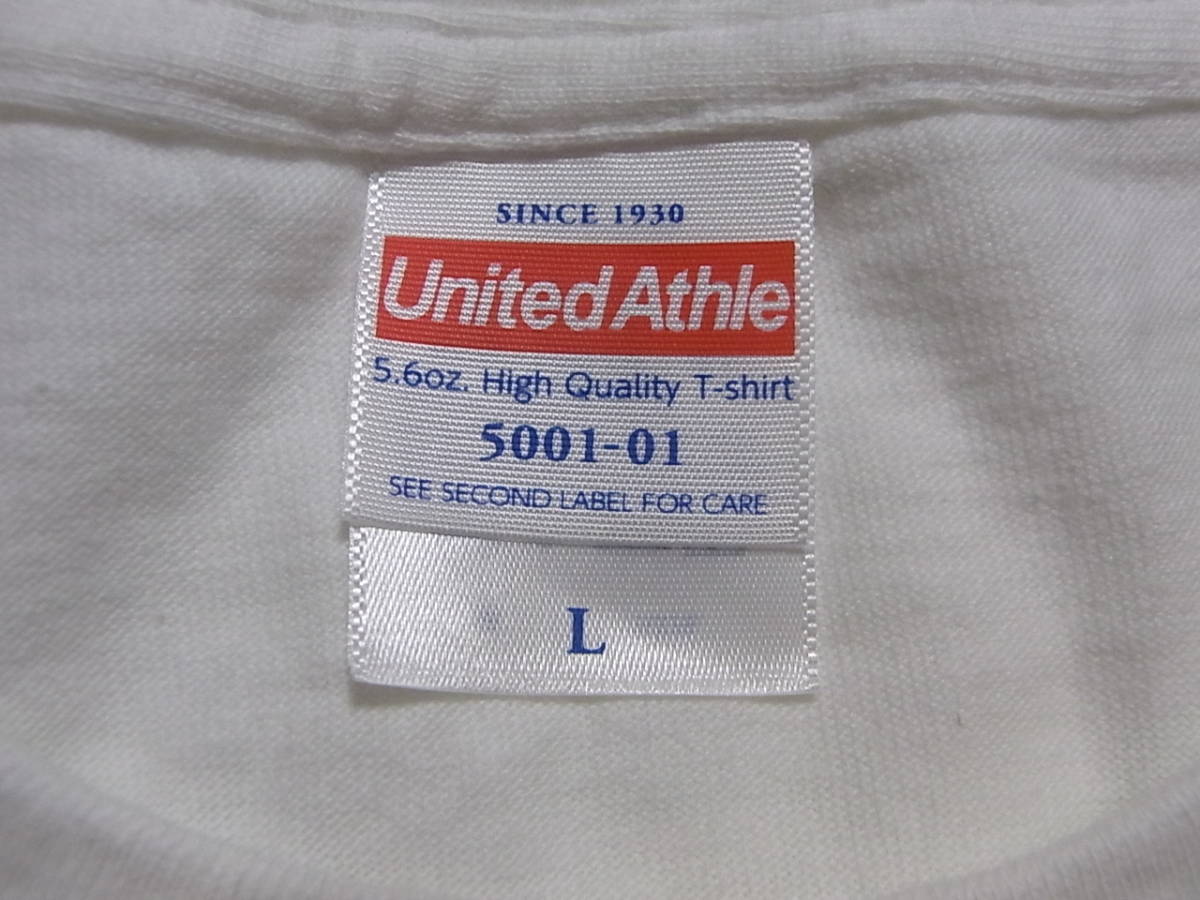 SINCE 1930
United Athle
5.6oz. High Quality T-shirt
5001-01
SEE SECOND LABEL FOR CARE
L